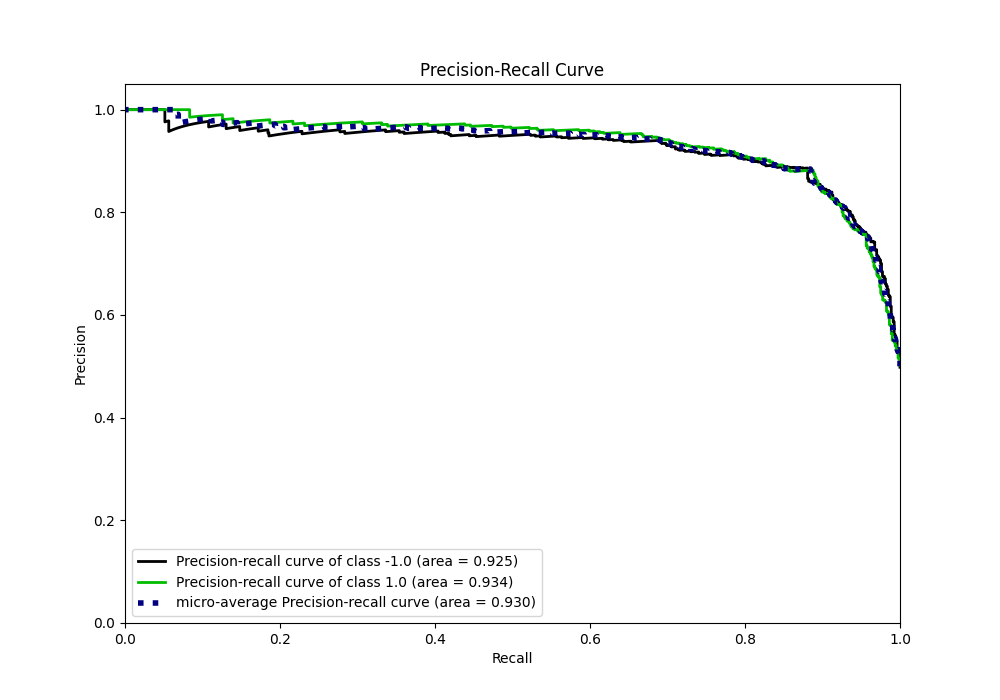 Precision-Recall Curve
1.0
0.8
0.6
0.4
0.2
0.0
Precision
Precision-recall curve of class -1.0 (area = 0.925)
Precision-recall curve of class 1.0 (area = 0.934)
micro-average Precision-recall curve (area = 0.930)
0.0 0.2 0.4 0.6 0.8 1.0
Recall